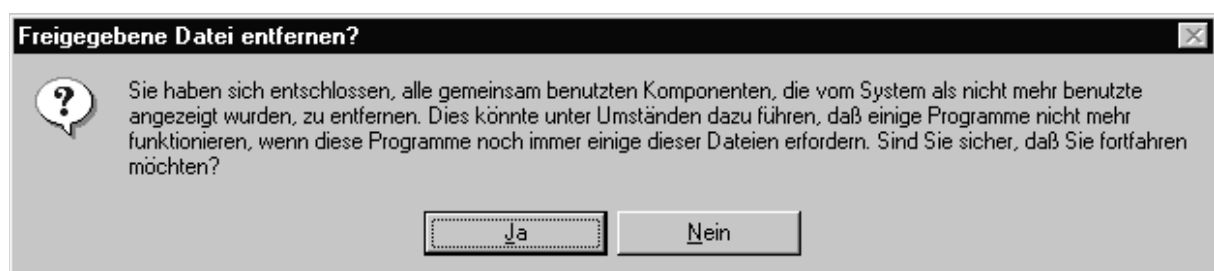 Freigegebene Datei entfernen?
Sie haben sich entschlossen, alle gemeinsam benutzten Komponenten, die vom System als nicht mehr benutzte
angezeigt wurden, zu entfernen. Dies könnte unter Umständen dazu führen, daß einige Programme nicht mehr
funktionieren, wenn diese Programme noch immer einige dieser Dateien erfordern. Sind Sie sicher, daß Sie fortfahren
möchten?
Ja Nein